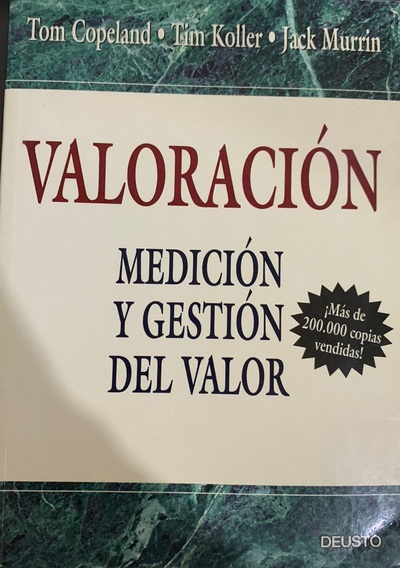 Tom Copeland • Tim Koller • Jack Murrin
VALORACIÓN
MEDICIÓN
Y GESTIÓN
DEL VALOR
¡Más de
200.000 copias
vendidas!
DEUSTO